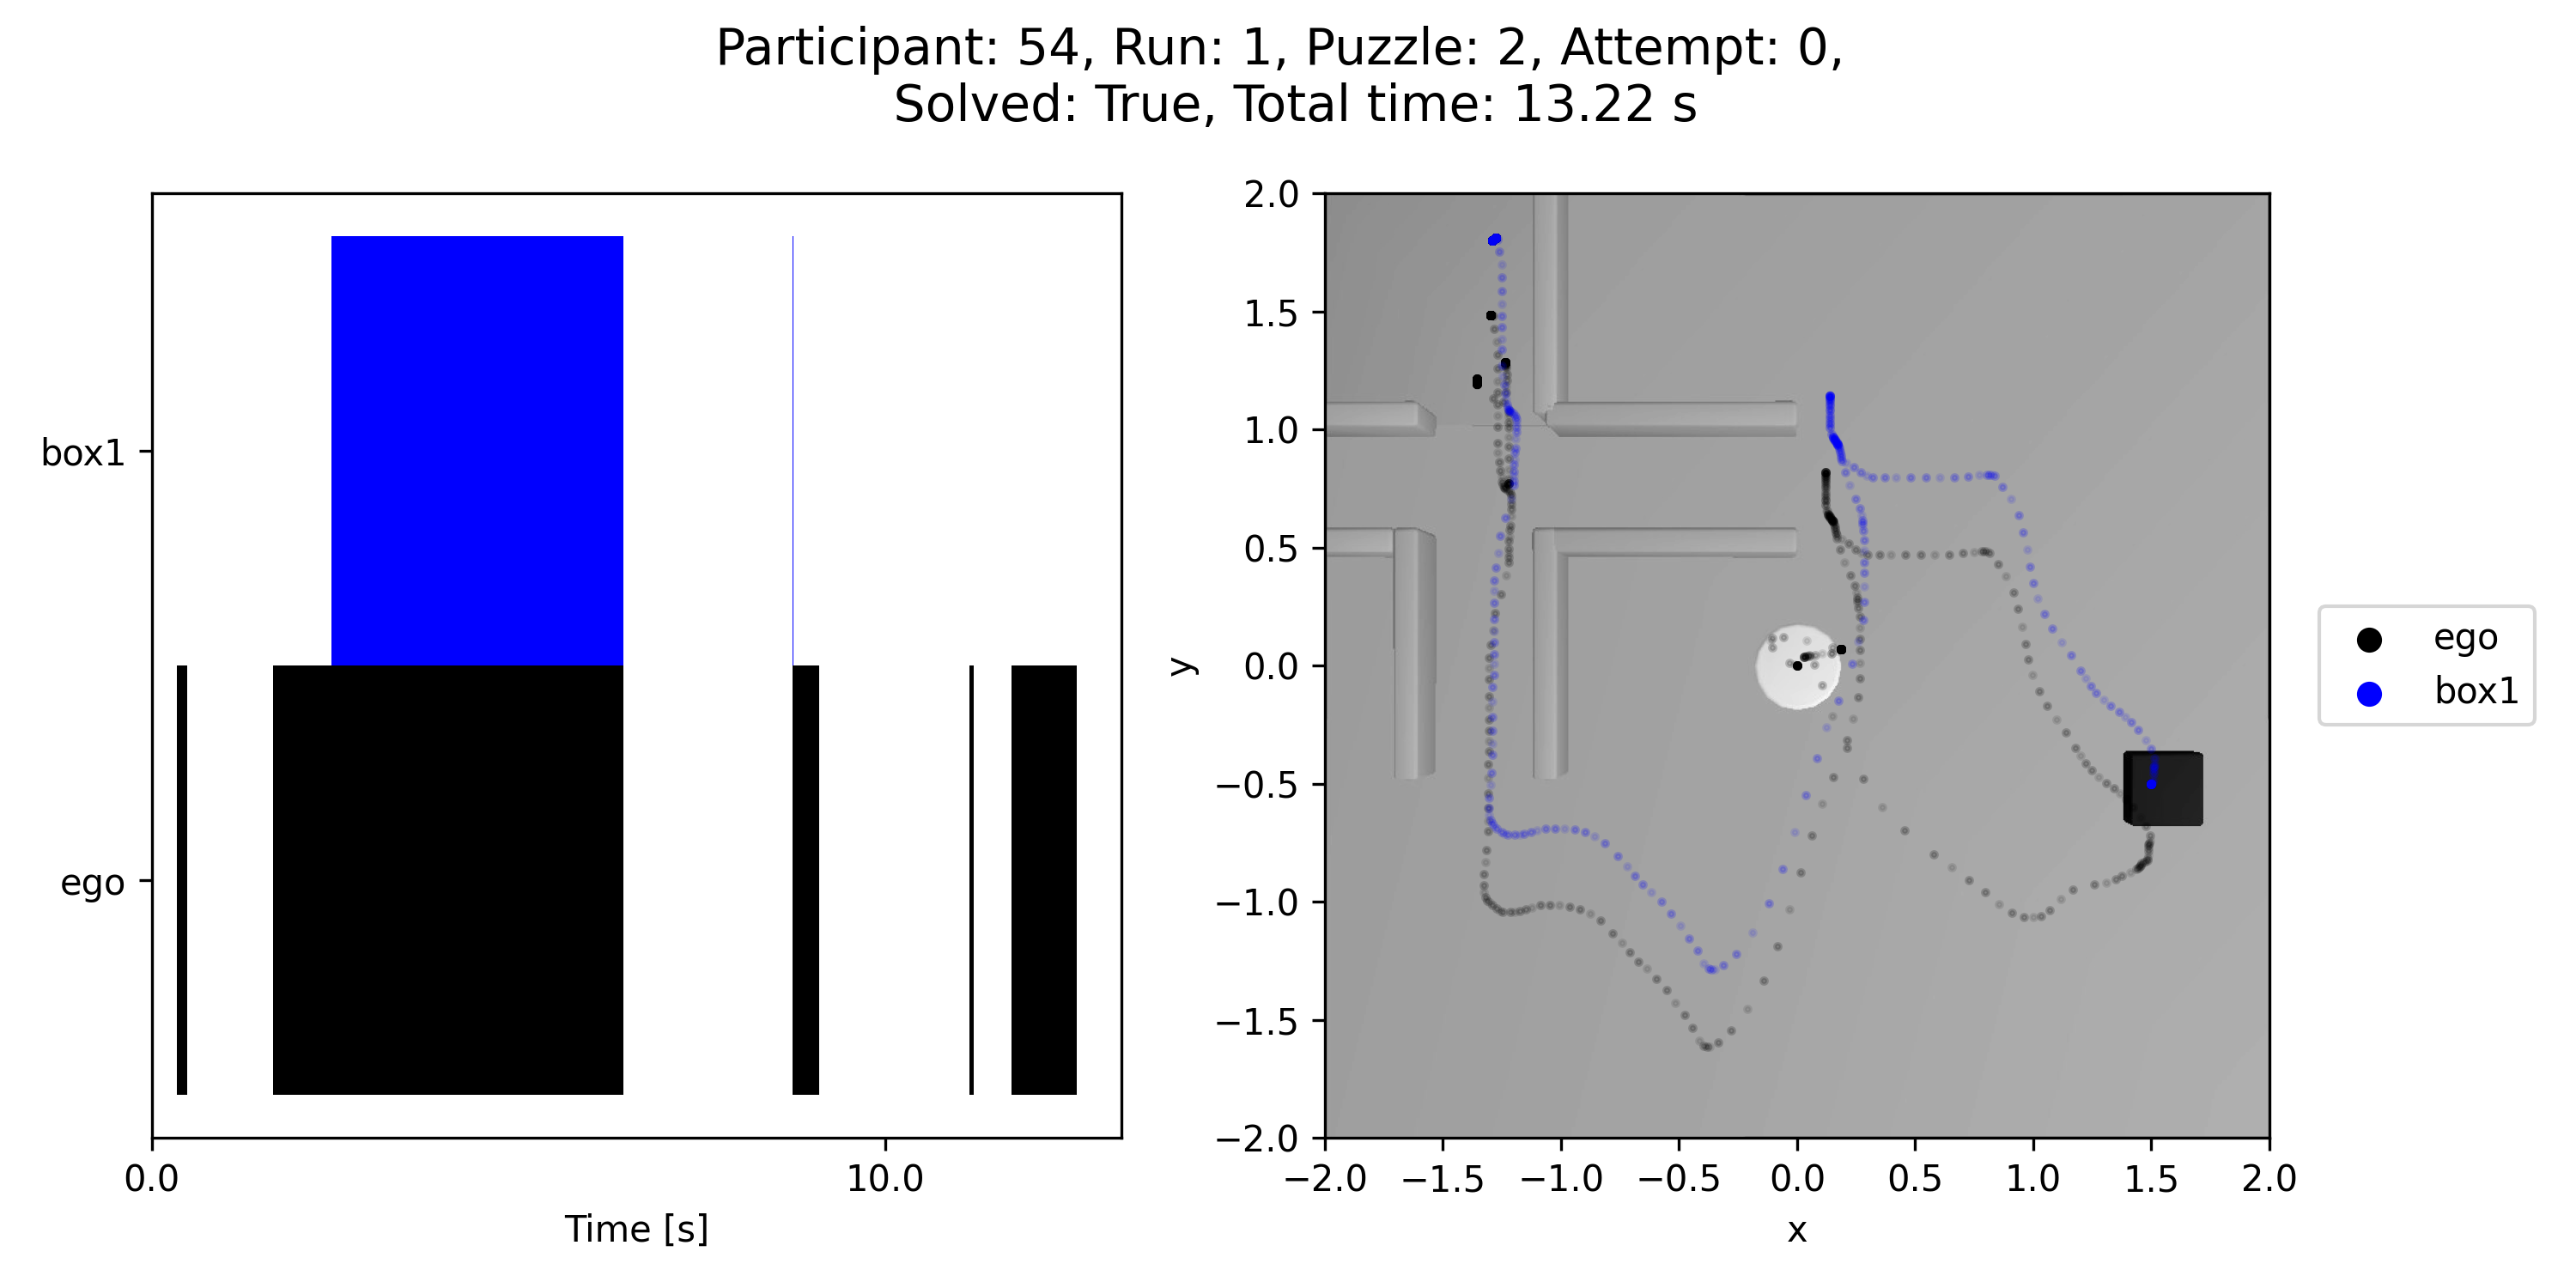 Participant: 54, Run: 1, Puzzle: 2, Attempt: 0,
Solved: True, Total time: 13.22 s
box1
ego
0.0
10.0
Time [s]
2.0
1.5
1.0
0.5
0.0
−0.5
−1.0
−1.5
−2.0
y
−2.0
−1.5
−1.0
−0.5
0.0
0.5
1.0
1.5
2.0
x
ego
box1